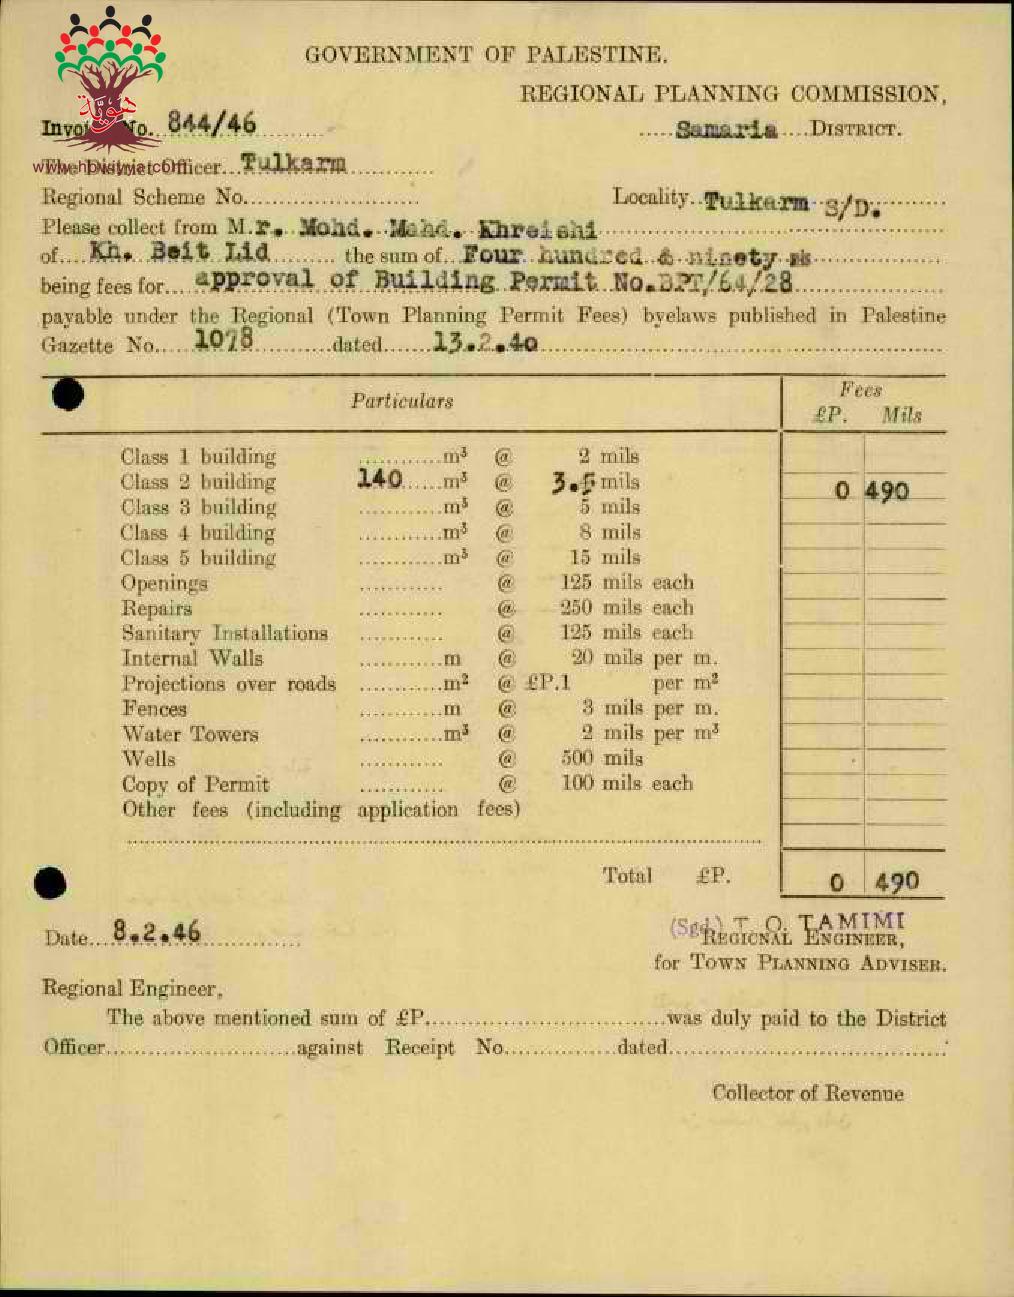 GOVERNMENT OF PALESTINE.
REGIONAL PLANNING COMMISSION,
هوية
Invoice No. 844/46 ..... Samaria .... DISTRICT.
www.howiyya.com
The District Officer... Tulkarm
Regional Scheme No. Locality.. Tulkarm S/D.
Please collect from M.r. Mohd. Mahd. Khreishi
of.... Kh. Beit Lid ........ the sum of.. Four hundred & ninety
being fees for.... approval of Building Permit No.BPT/64/28
payable under the Regional (Town Planning Permit Fees) byelaws published in Palestine
Gazette No..... 1078 ..........dated...... 13.2.40
Particulars Fees
£P. Mils
Class 1 building ............m³ @ 2 mils
Class 2 building 140......m³ @ 3.5 mils 0 490
Class 3 building ............m³ @ 5 mils
Class 4 building ............m³ @ 8 mils
Class 5 building ............m³ @ 15 mils
Openings ............ @ 125 mils each
Repairs ............ @ 250 mils each
Sanitary Installations ............ @ 125 mils each
Internal Walls ............m @ 20 mils per m.
Projections over roads ............m² @ £P.1 per m²
Fences ............m @ 3 mils per m.
Water Towers ............m³ @ 2 mils per m³
Wells ............ @ 500 mils
Copy of Permit ............ @ 100 mils each
Other fees (including application fees)
Total £P. 0 490
(Sgd.) T. O. TAMIMI
Date.... 8.2.46 REGIONAL ENGINEER,
for TOWN PLANNING ADVISER.
Regional Engineer,
The above mentioned sum of £P.................................was duly paid to the District
Officer...........................against Receipt No................dated.......................................
Collector of Revenue